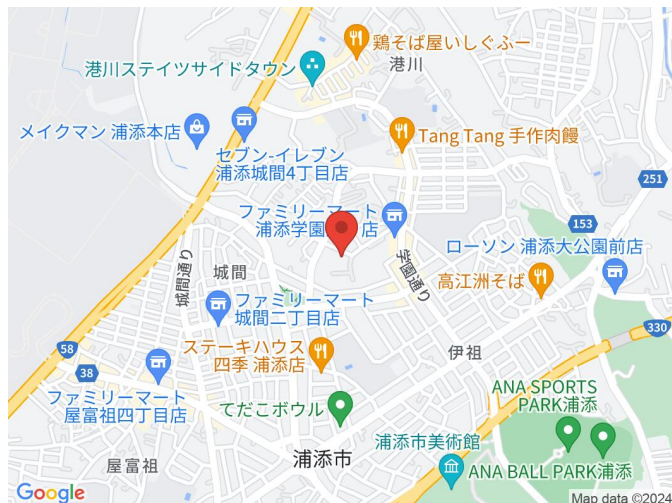 鶏そば屋いしぐふー
港川
港川ステイツサイドタウン
メイクマン 浦添本店
Tang Tang 手作肉饅
セブン-イレブン
浦添城間4丁目店
251
ファミリーマート
浦添学園
店
153
ローソン 浦添大公園前店
城間通り
城間
学園通り
高江洲そば
ファミリーマート
城間二丁目店
330
58
ステーキハウス
四季 浦添店
伊祖
38
ファミリーマート
屋富祖四丁目店
ANA SPORTS
PARK浦添
てだこボウル
浦添市美術館
屋富祖
浦添市
ANA BALL PARK浦添
Google
Map data ©2024